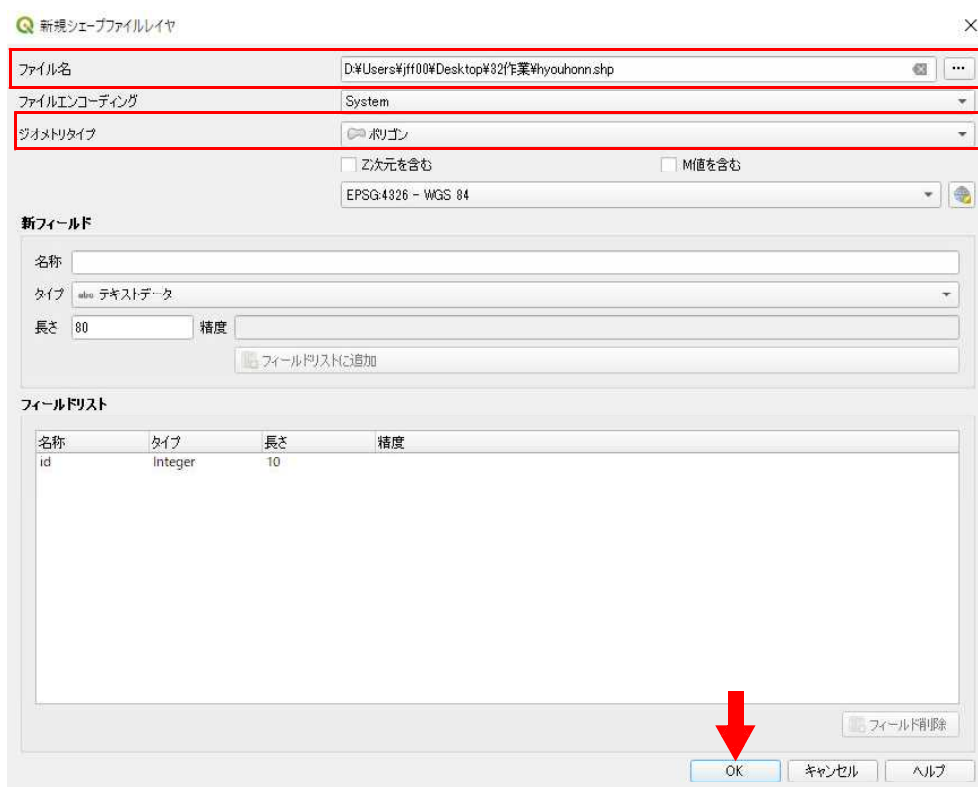 新規シェープファイルレイヤ
ファイル名 D:¥Users¥jff00¥Desktop¥32作業¥hyouhonn.shp ...
ファイルエンコーディング System
ジオメトリタイプ ポリゴン
Z次元を含む M値を含む
EPSG:4326 - WGS 84
新フィールド
名称
タイプ abc テキストデータ
長さ 80 精度
フィールドリストに追加
フィールドリスト
名称 タイプ 長さ 精度
id Integer 10
フィールド削除
OK キャンセル ヘルプ